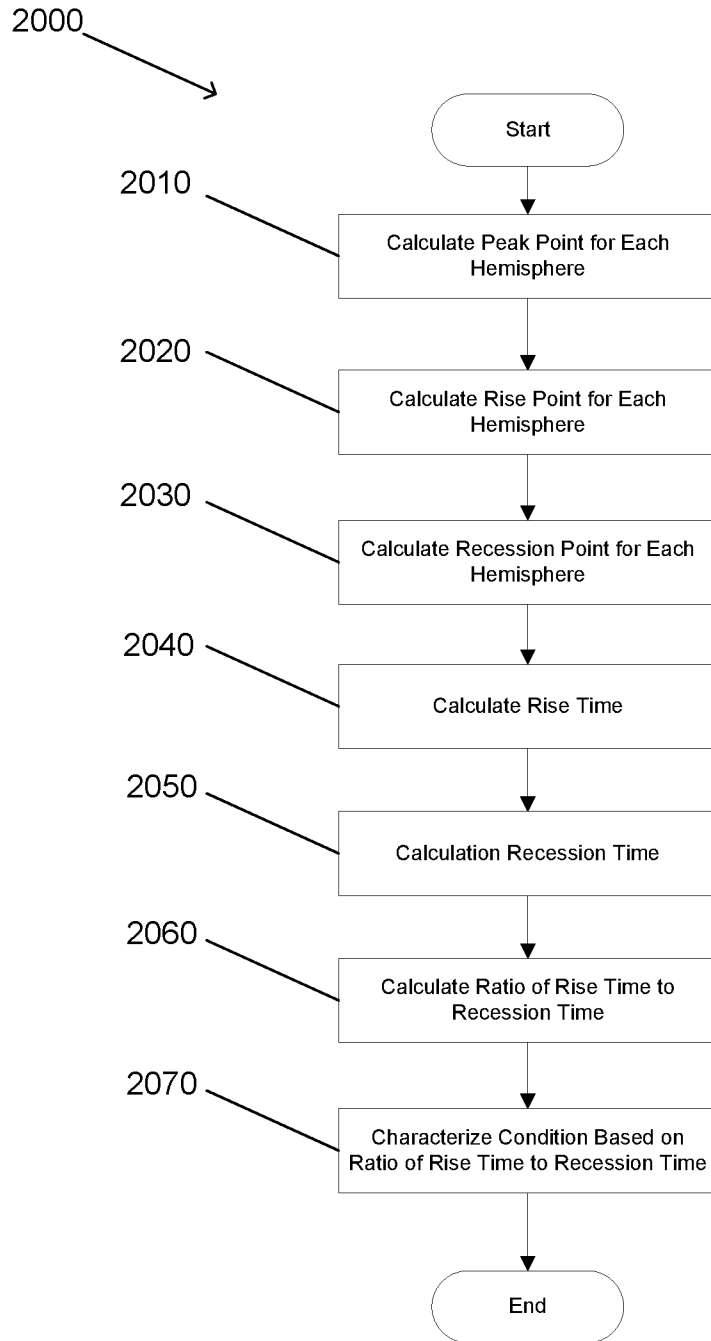 2000
Start
2010
Calculate Peak Point for Each
Hemisphere
2020
Calculate Rise Point for Each
Hemisphere
2030
Calculate Recession Point for Each
Hemisphere
2040
Calculate Rise Time
2050
Calculation Recession Time
2060
Calculate Ratio of Rise Time to
Recession Time
2070
Characterize Condition Based on
Ratio of Rise Time to Recession Time
End